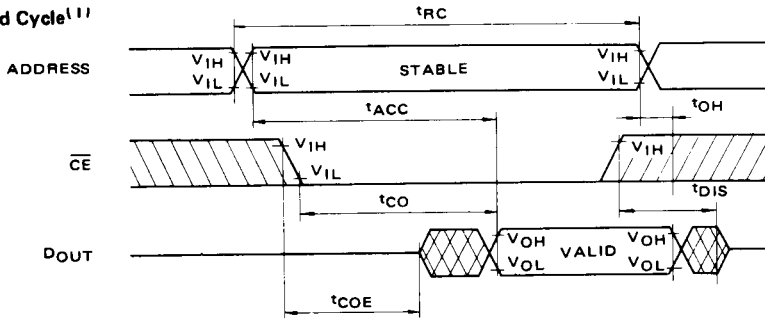 d Cycle(1)
tRC
ADDRESS
VIH VIH STABLE VIH
VIL VIL VIL
tACC tOH
CE VIH VIH
VIL
tCO tDIS
DOUT VOH VALID VOH
VOL VOL
tCOE